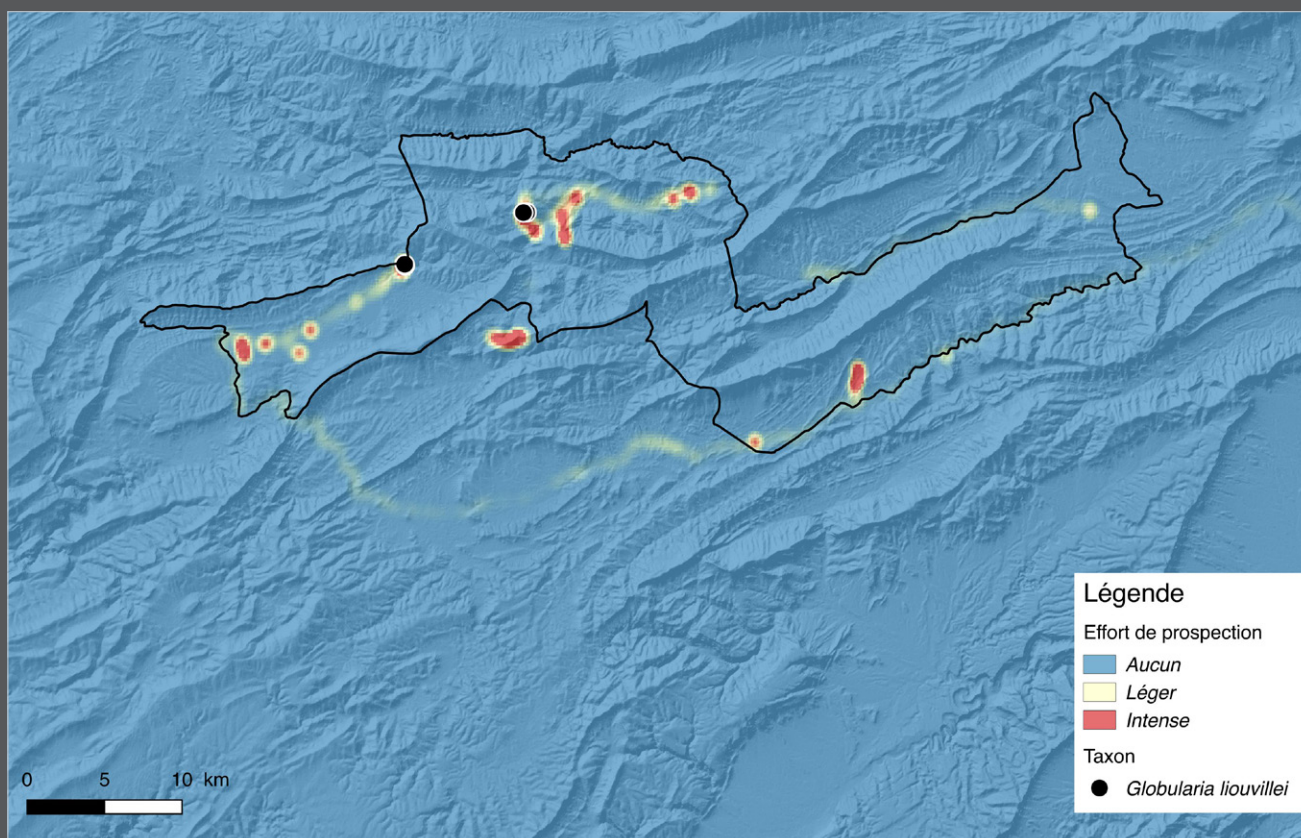 Légende
Effort de prospection
Aucun
Léger
Intense
Taxon
Globularia liouvillei
0 5 10 km